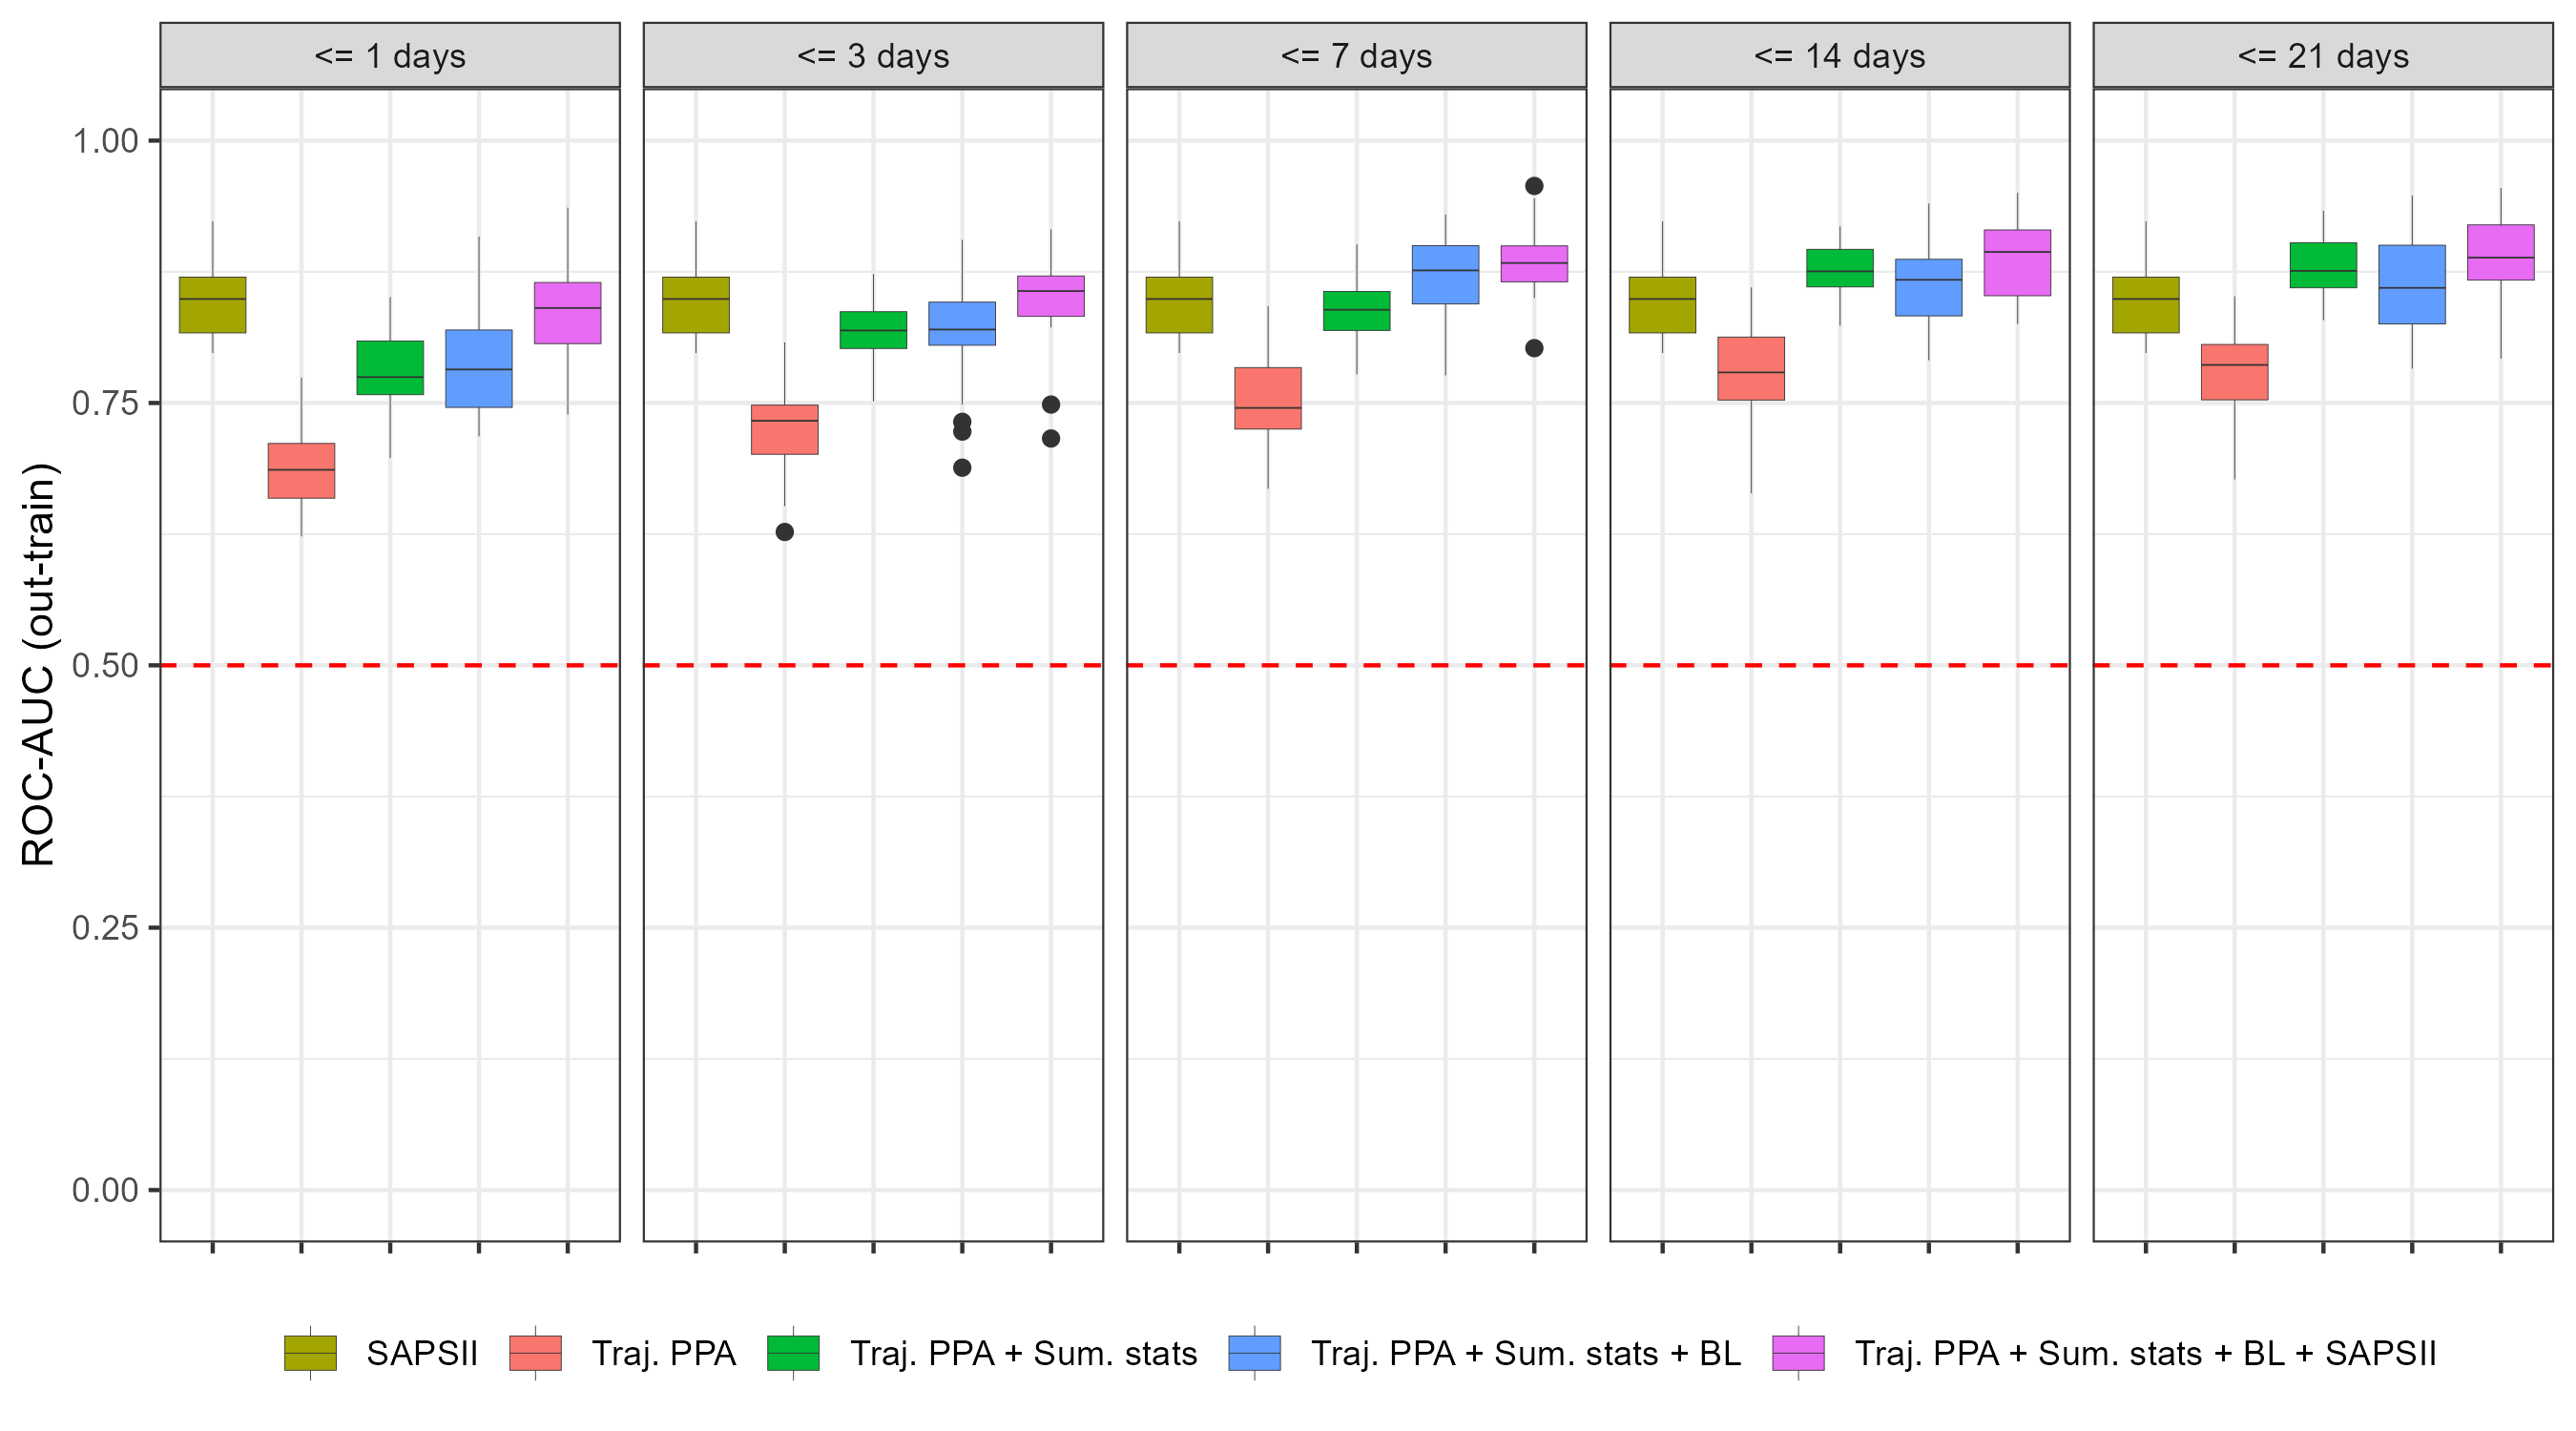 <= 1 days
<= 3 days
<= 7 days
<= 14 days
<= 21 days
ROC-AUC (out-train)
1.00
0.75
0.50
0.25
0.00
SAPSII
Traj. PPA
Traj. PPA + Sum. stats
Traj. PPA + Sum. stats + BL
Traj. PPA + Sum. stats + BL + SAPSII